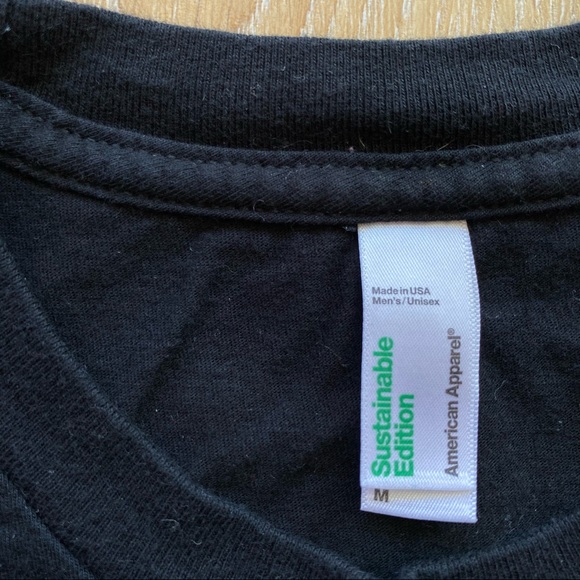 Made in USA
Men's/Unisex
Sustainable
Edition
American Apparel®
M